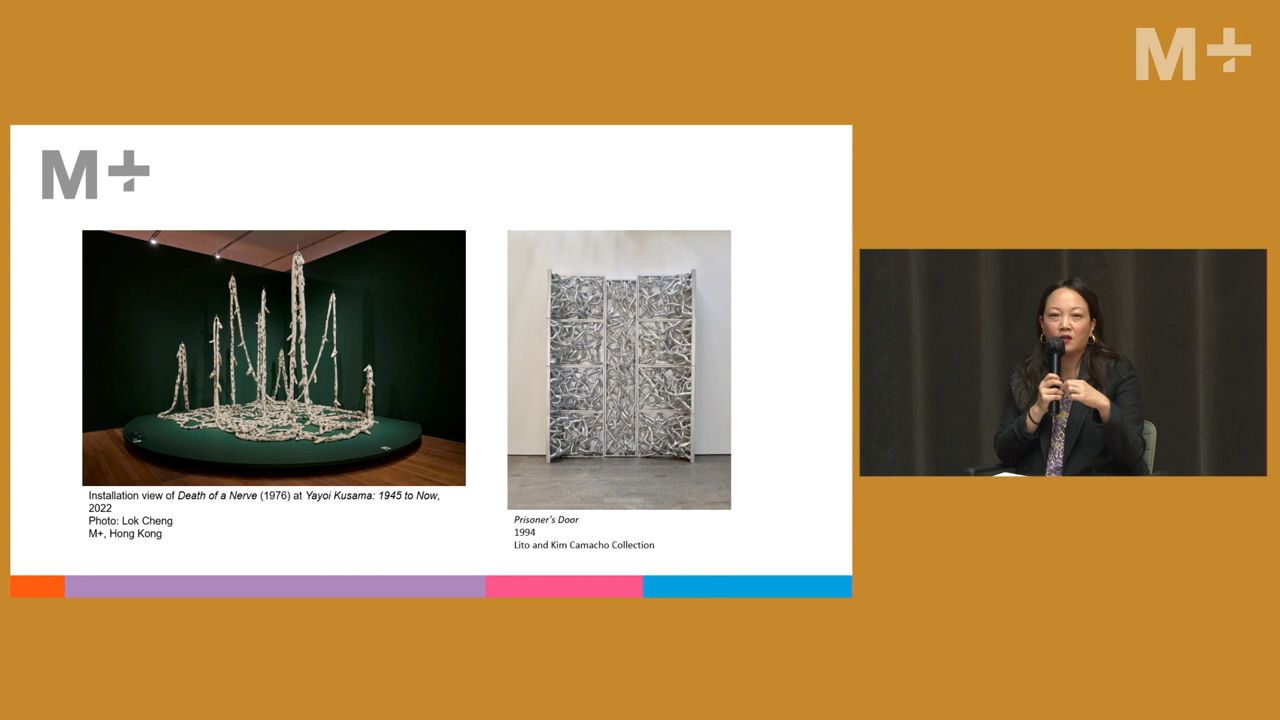 M+
M+
Installation view of Death of a Nerve (1976) at Yayoi Kusama: 1945 to Now,
2022
Photo: Lok Cheng
M+, Hong Kong
Prisoner's Door
1994
Lito and Kim Camacho Collection